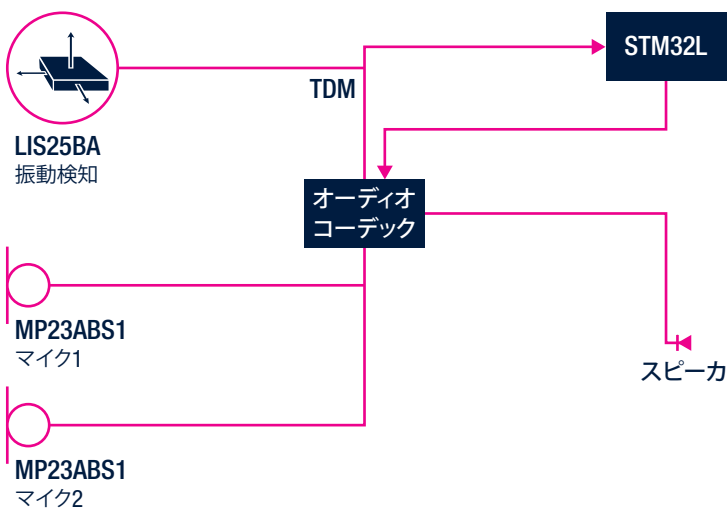 STM32L
TDM
LIS25BA
振動検知
オーディオ
コーデック
MP23ABS1
マイク1
スピーカ
MP23ABS1
マイク2